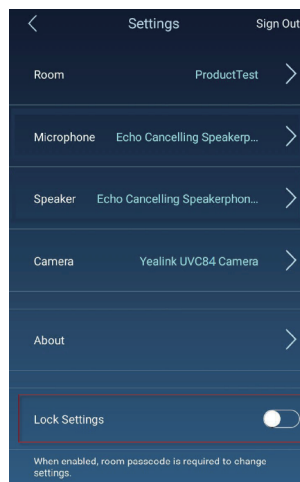 Settings Sign Out
Room ProductTest
Microphone Echo Cancelling Speakerp...
Speaker Echo Cancelling Speakerphon...
Camera Yealink UVC84 Camera
About
Lock Settings
When enabled, room passcode is required to change
settings.